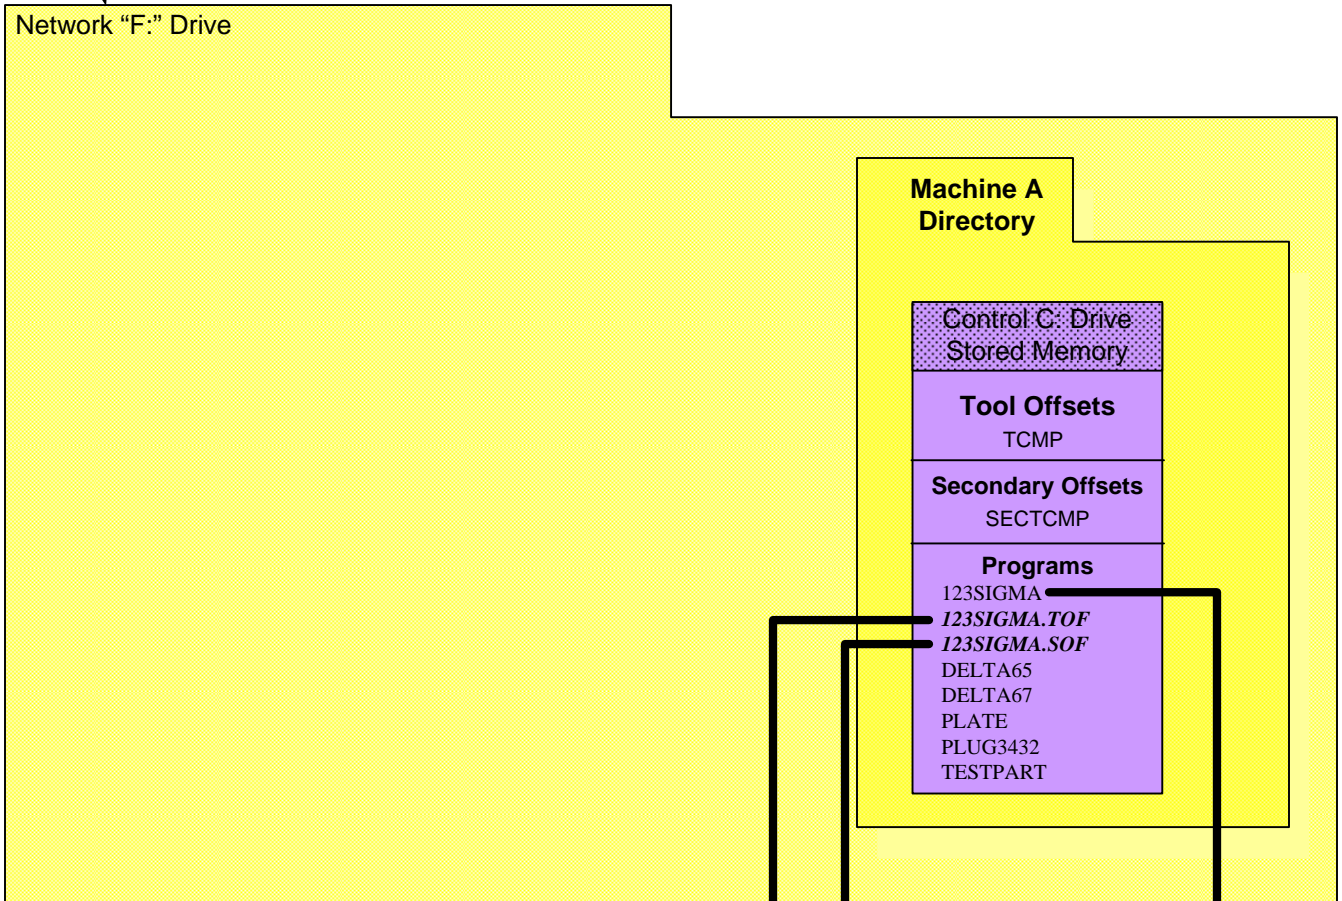 Network “F:” Drive
Machine A
Directory
Control C: Drive
Stored Memory
Tool Offsets
TCMP
Secondary Offsets
SECTCMP
Programs
123SIGMA
123SIGMA.TOF
123SIGMA.SOF
DELTA65
DELTA67
PLATE
PLUG3432
TESTPART